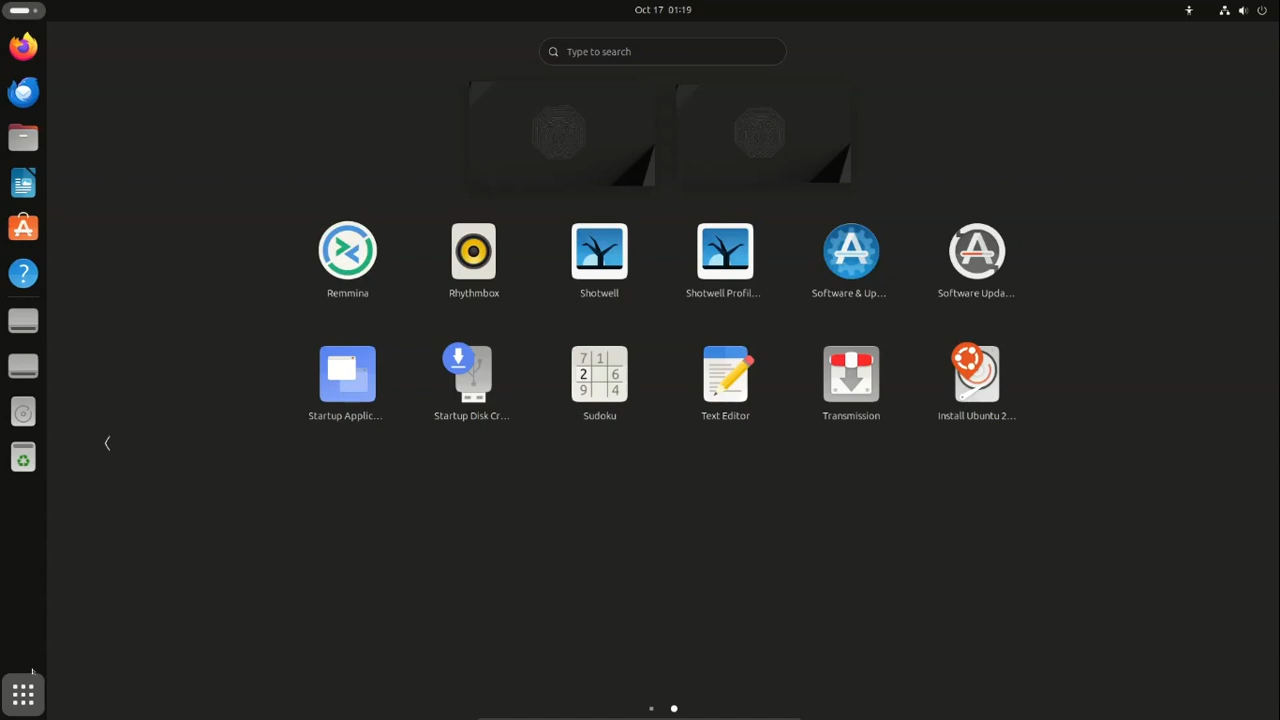 Oct 17 01:19
Type to search
Remmina
Rhythmbox
Shotwell
Shotwell Profil...
Software & Up...
Software Upda...
Startup Applic...
Startup Disk Cr...
Sudoku
Text Editor
Transmission
Install Ubuntu 2...